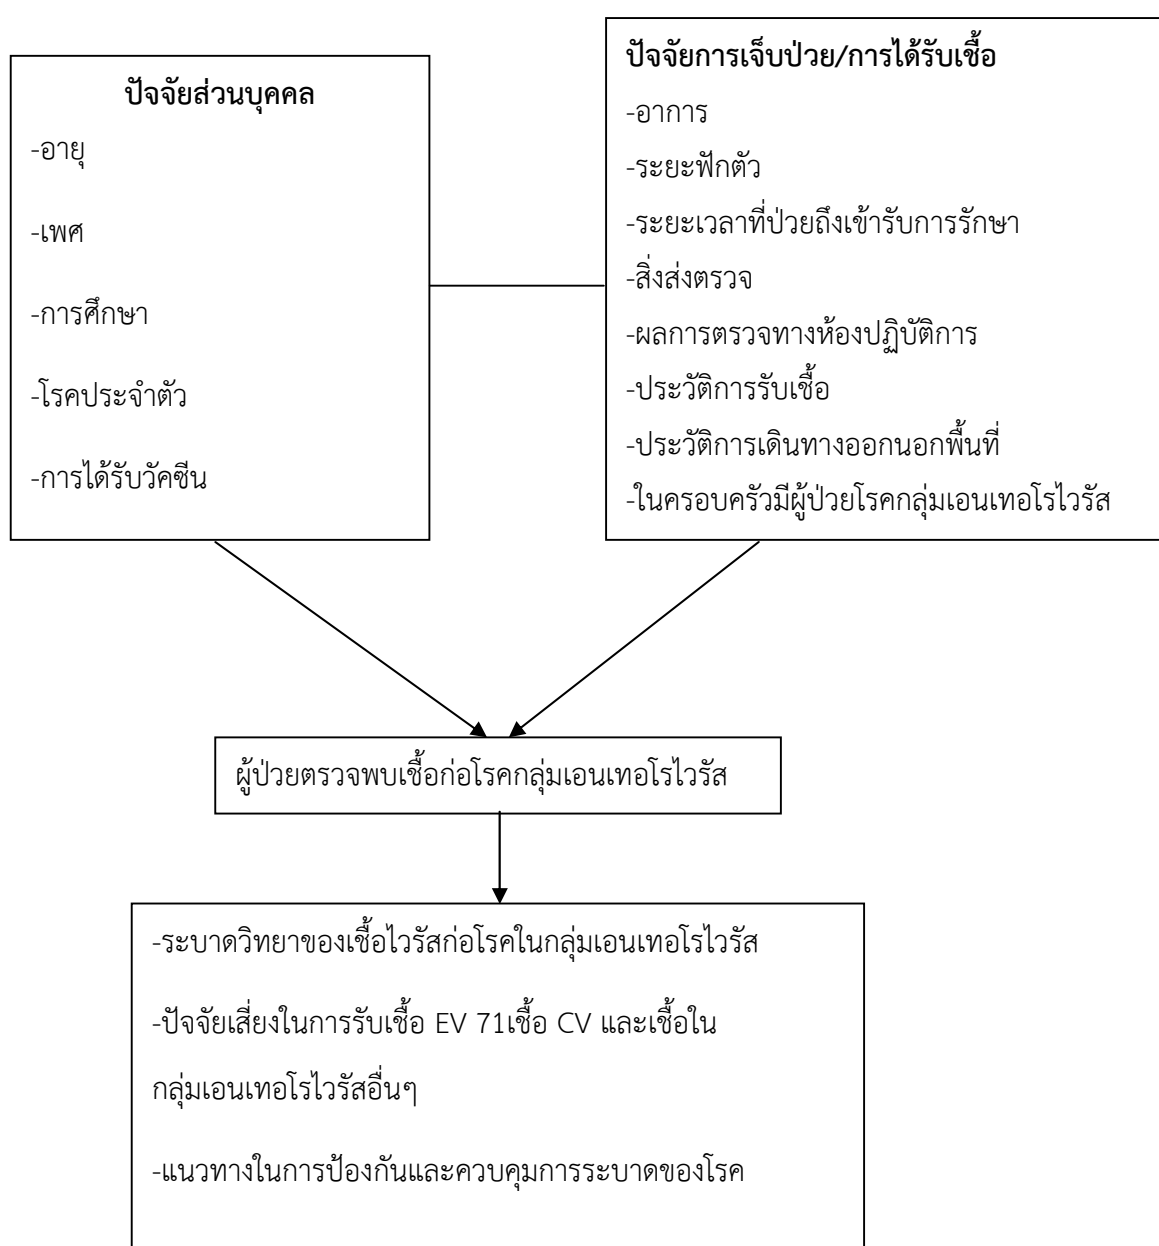 ปัจจัยส่วนบุคคล
-อายุ
-เพศ
-การศึกษา
-โรคประจำตัว
-การได้รับวัคซีน
ปัจจัยการเจ็บป่วย/การได้รับเชื้อ
-อาการ
-ระยะฟักตัว
-ระยะเวลาที่ป่วยถึงเข้ารับการรักษา
-สิ่งส่งตรวจ
-ผลการตรวจทางห้องปฏิบัติการ
-ประวัติการรับเชื้อ
-ประวัติการเดินทางออกนอกพื้นที่
-ในครอบครัวมีผู้ป่วยโรคกลุ่มเอนเทอโรไวรัส
ผู้ป่วยตรวจพบเชื้อก่อโรคกลุ่มเอนเทอโรไวรัส
-ระบาดวิทยาของเชื้อไวรัสก่อโรคในกลุ่มเอนเทอโรไวรัส
-ปัจจัยเสี่ยงในการรับเชื้อ EV 71เชื้อ CV และเชื้อใน
กลุ่มเอนเทอโรไวรัสอื่นๆ
-แนวทางในการป้องกันและควบคุมการระบาดของโรค